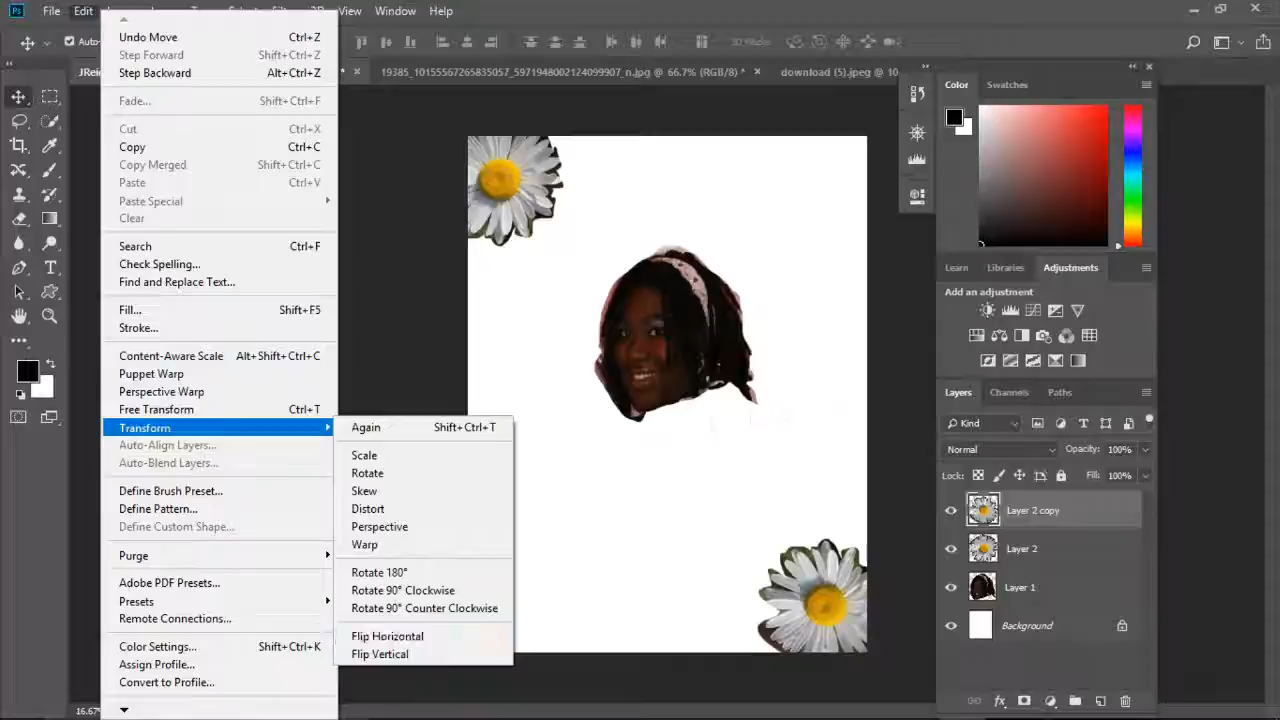 Ps File Edit View Window Help
Auto-
JRei
19385_10155567265835057_5971948002124099907_n.jpg @ 66.7% (RGB/8) *
download (5).jpeg @ 10
Undo Move Ctrl+Z
Step Forward Shift+Ctrl+Z
Step Backward Alt+Ctrl+Z
Fade... Shift+Ctrl+F
Cut Ctrl+X
Copy Ctrl+C
Copy Merged Shift+Ctrl+C
Paste Ctrl+V
Paste Special
Clear
Search Ctrl+F
Check Spelling...
Find and Replace Text...
Fill... Shift+F5
Stroke...
Content-Aware Scale Alt+Shift+Ctrl+C
Puppet Warp
Perspective Warp
Free Transform Ctrl+T
Transform
Auto-Align Layers...
Auto-Blend Layers...
Define Brush Preset...
Define Pattern...
Define Custom Shape...
Purge
Adobe PDF Presets...
Presets
Remote Connections...
Color Settings... Shift+Ctrl+K
Assign Profile...
Convert to Profile...
Again Shift+Ctrl+T
Scale
Rotate
Skew
Distort
Perspective
Warp
Rotate 180°
Rotate 90° Clockwise
Rotate 90° Counter Clockwise
Flip Horizontal
Flip Vertical
Color Swatches
Learn Libraries Adjustments
Add an adjustment
Layers Channels Paths
Kind
Normal Opacity: 100%
Lock: Fill: 100%
Layer 2 copy
Layer 2
Layer 1
Background
16.67